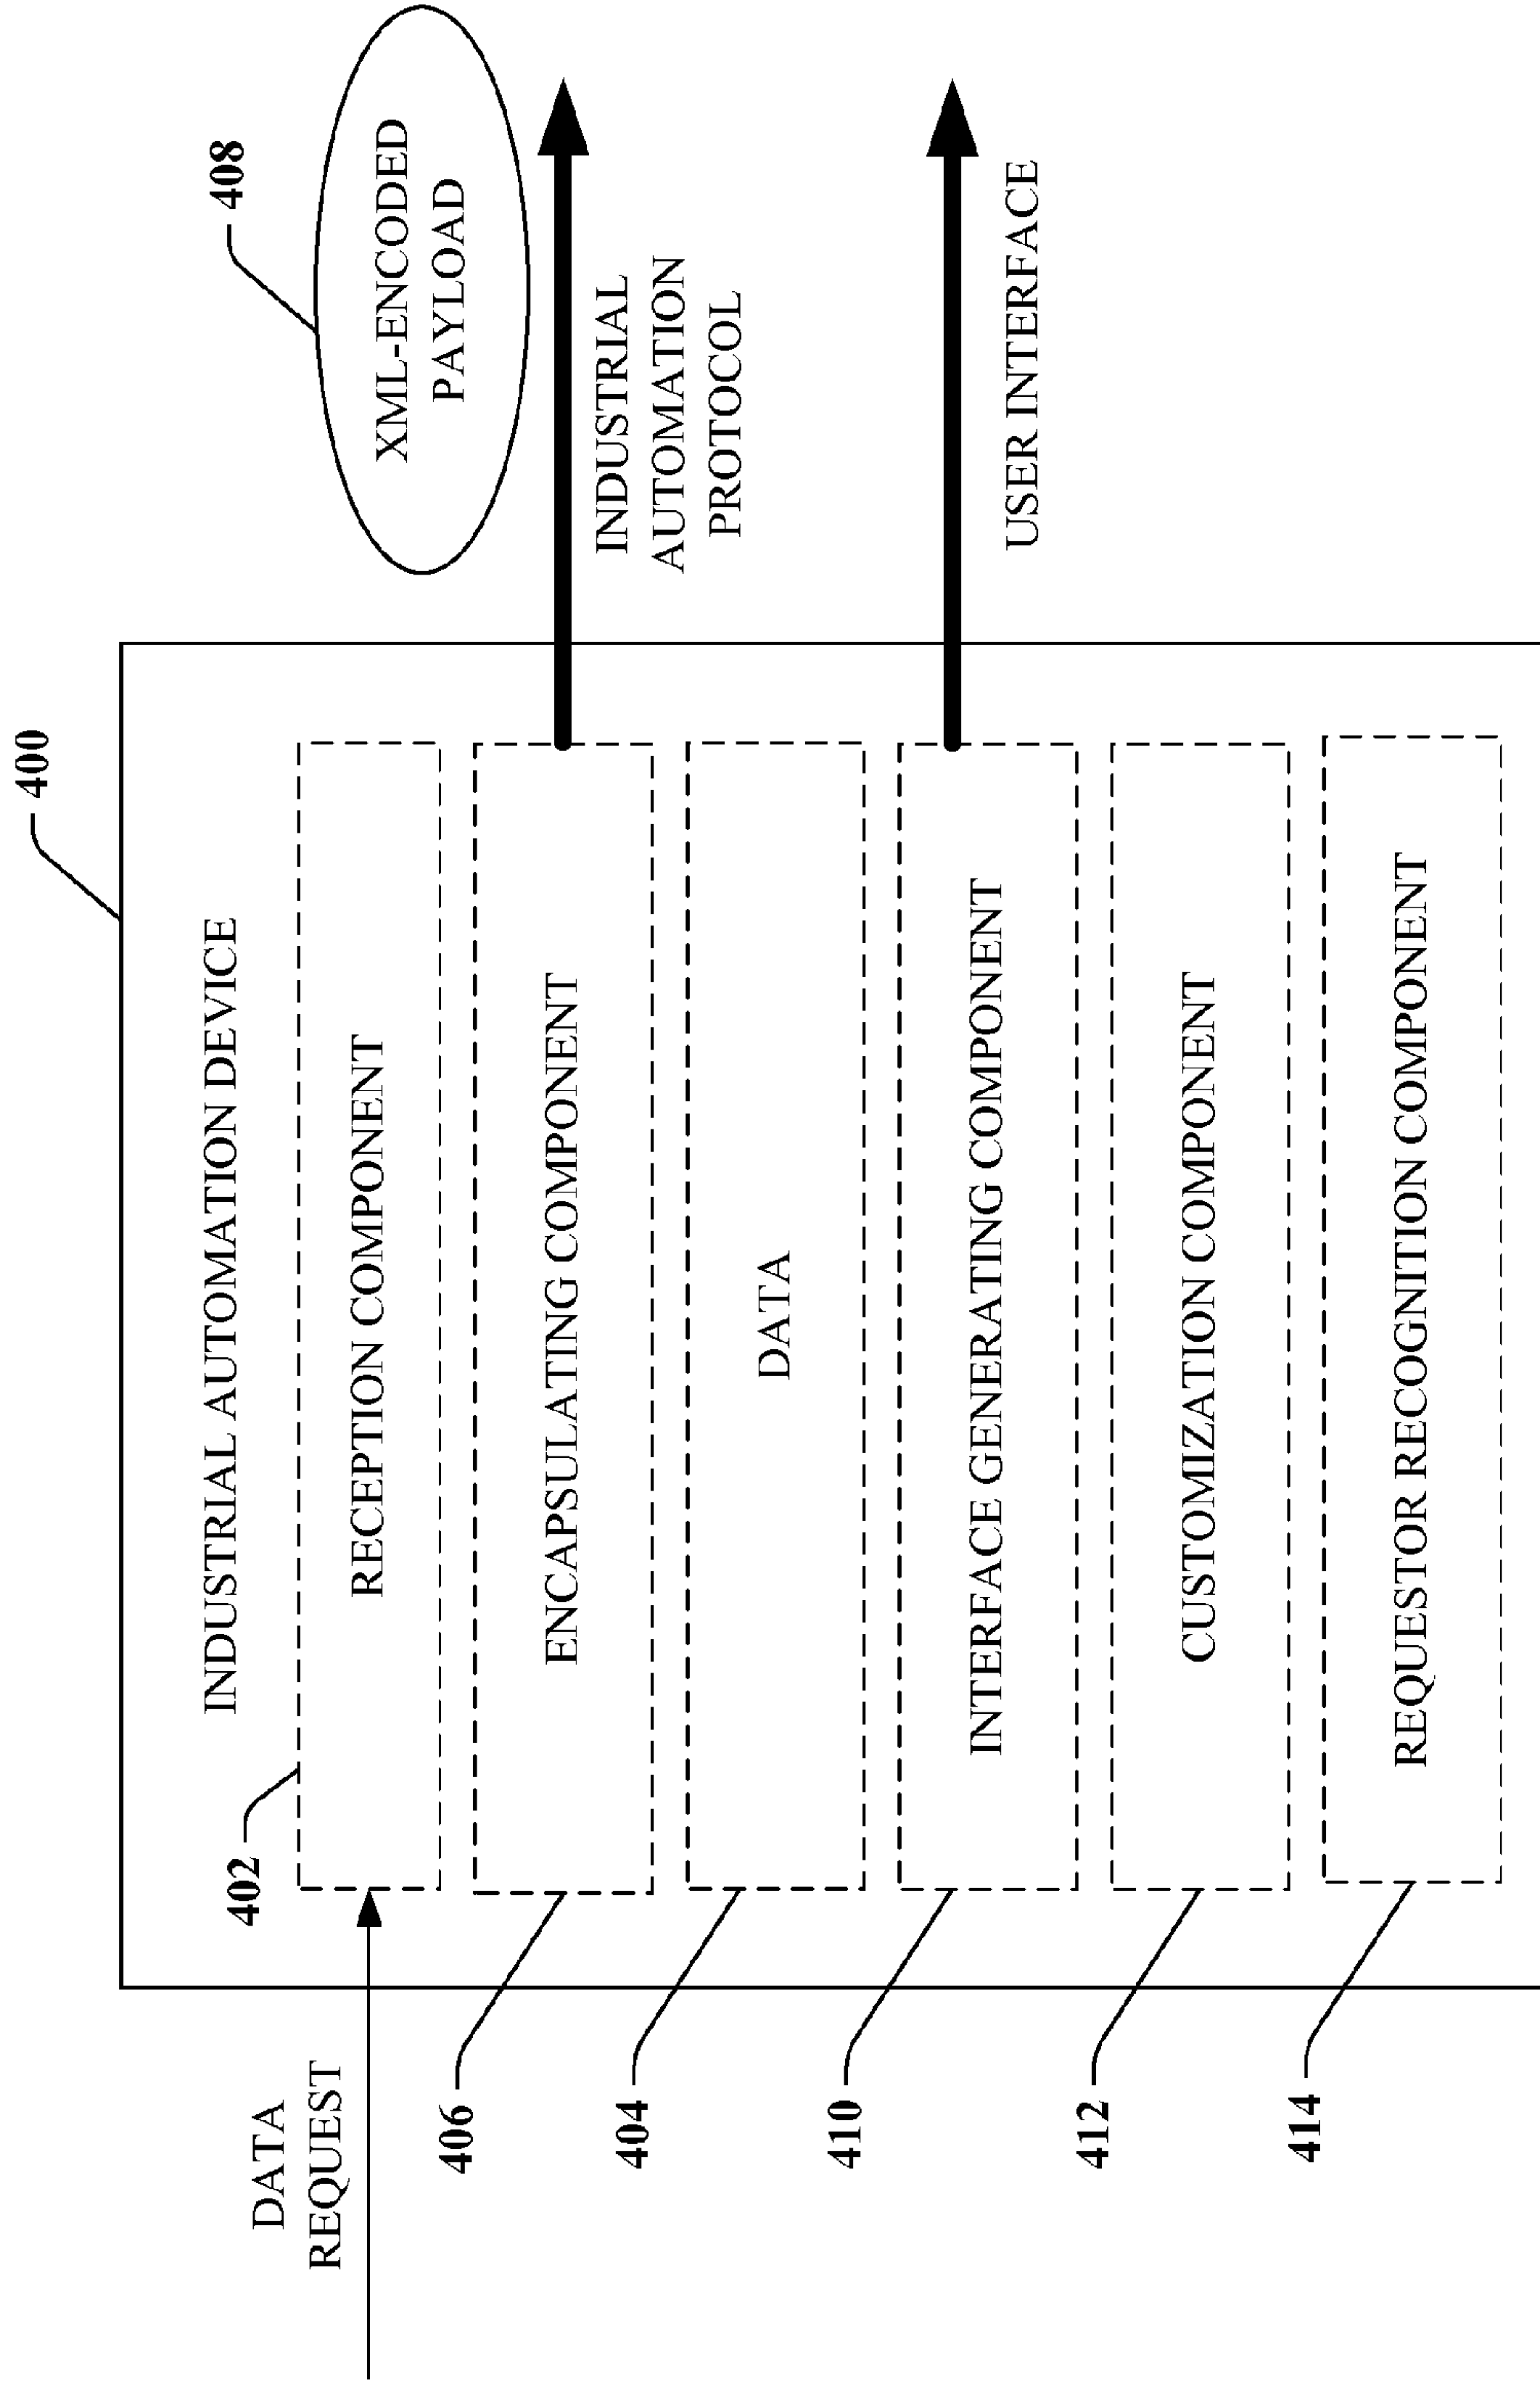 400
INDUSTRIAL AUTOMATION DEVICE
408
XML-ENCODED
PAYLOAD
DATA
REQUEST
402
RECEPTION COMPONENT
406
ENCAPSULATING COMPONENT
INDUSTRIAL
AUTOMATION
PROTOCOL
404
DATA
410
INTERFACE GENERATING COMPONENT
USER INTERFACE
412
CUSTOMIZATION COMPONENT
414
REQUESTOR RECOGNITION COMPONENT